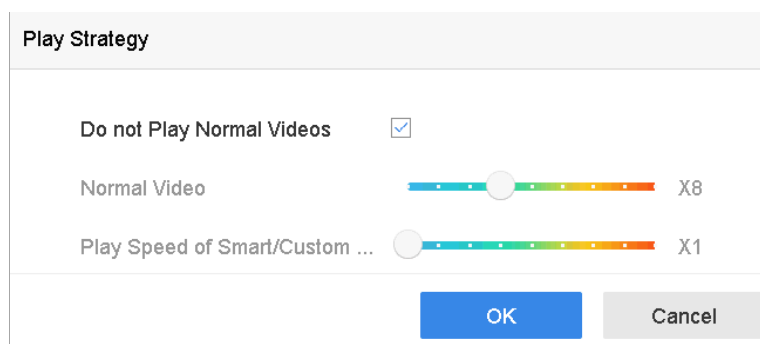 Play Strategy
Do not Play Normal Videos
Normal Video X8
Play Speed of Smart/Custom ... X1
OK Cancel